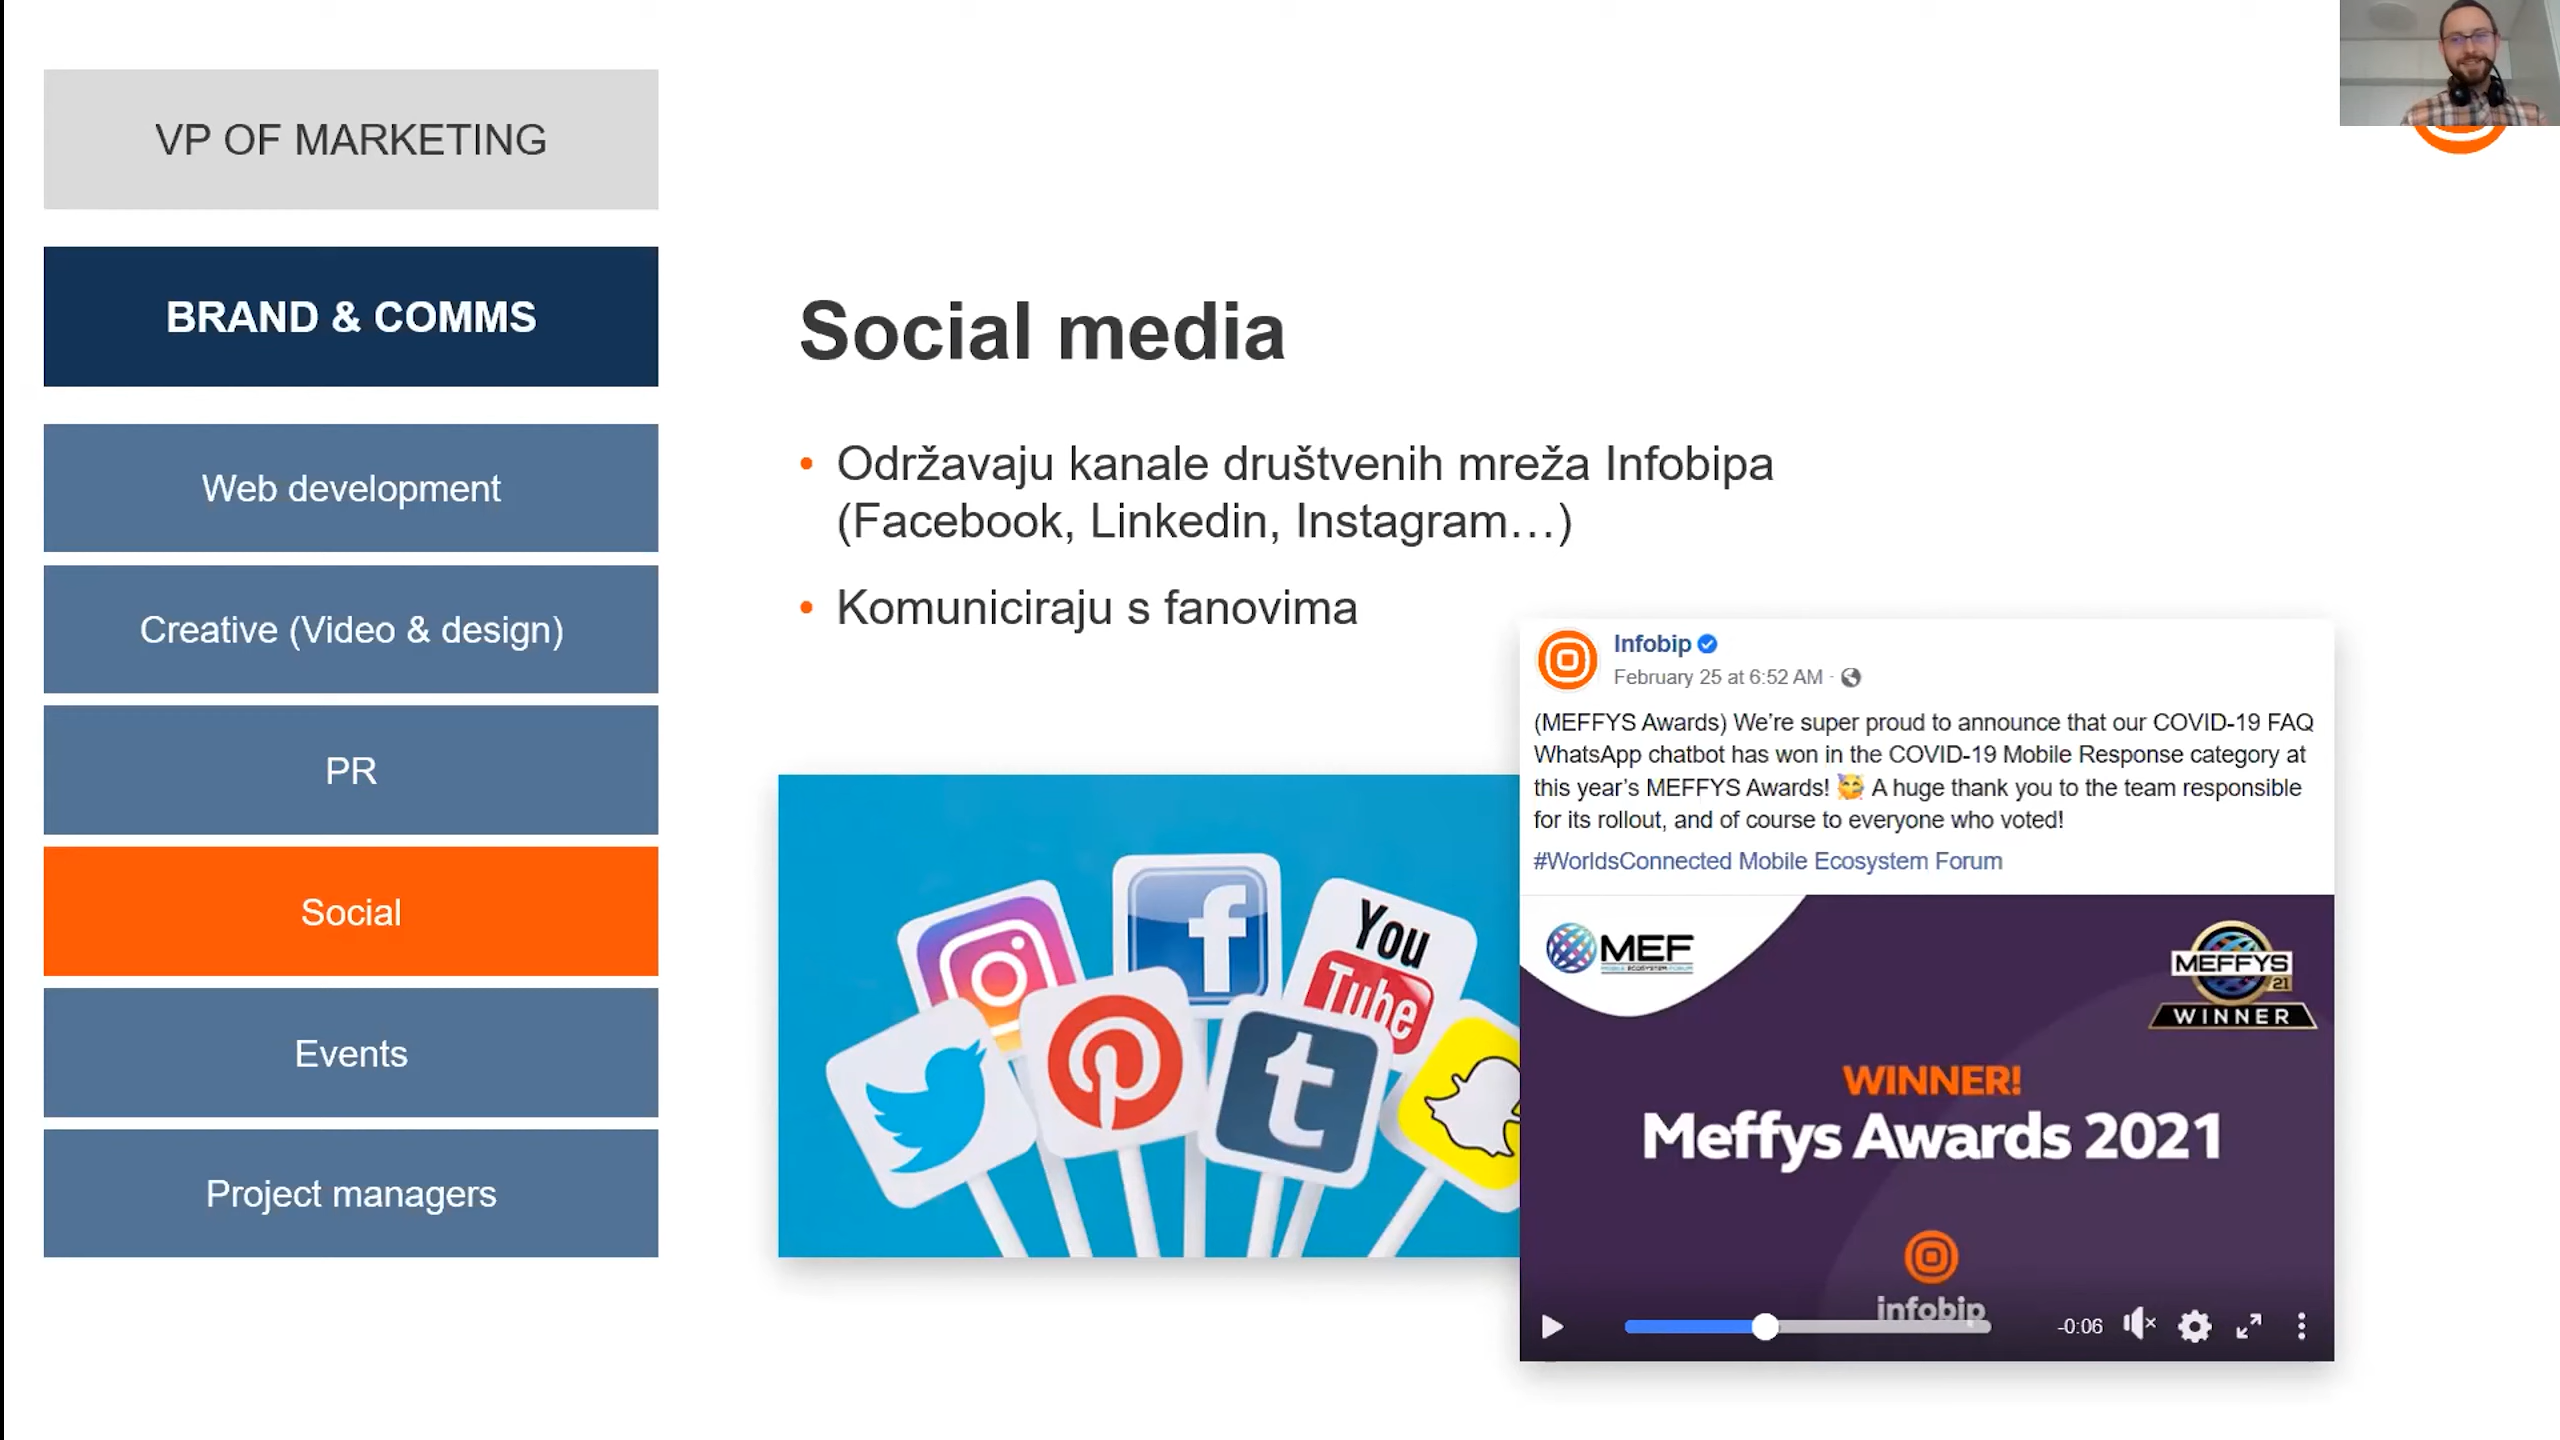 VP OF MARKETING
BRAND & COMMS
Web development
Creative (Video & design)
PR
Social
Events
Project managers
Social media
• Održavaju kanale društvenih mreža Infobipa
(Facebook, Linkedin, Instagram…)
• Komuniciraju s fanovima
You
Tube
Infobip
February 25 at 6:52 AM ·
(MEFFYS Awards) We’re super proud to announce that our COVID-19 FAQ
WhatsApp chatbot has won in the COVID-19 Mobile Response category at
this year’s MEFFYS Awards! 🥳 A huge thank you to the team responsible
for its rollout, and of course to everyone who voted!
#WorldsConnected Mobile Ecosystem Forum
MEF
MOBILE ECOSYSTEM FORUM
MEFFYS
21
WINNER
WINNER!
Meffys Awards 2021
infobip
-0:06